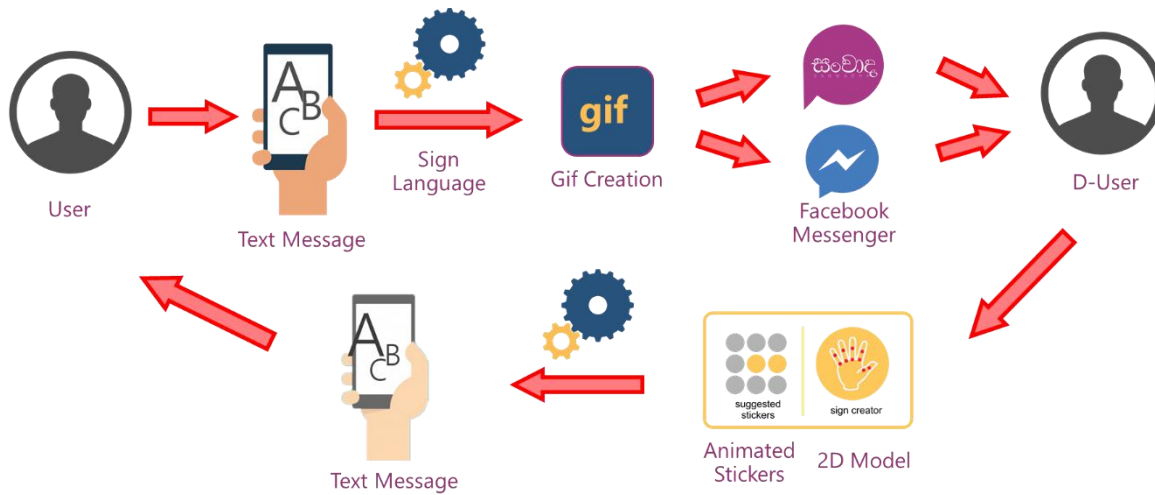 A
B
C
gif
සංවාද
Sign
Language
Gif Creation
User
Text Message
Facebook
Messenger
D-User
A
B
C
suggested
stickers
sign creator
Animated
Stickers
2D Model
Text Message